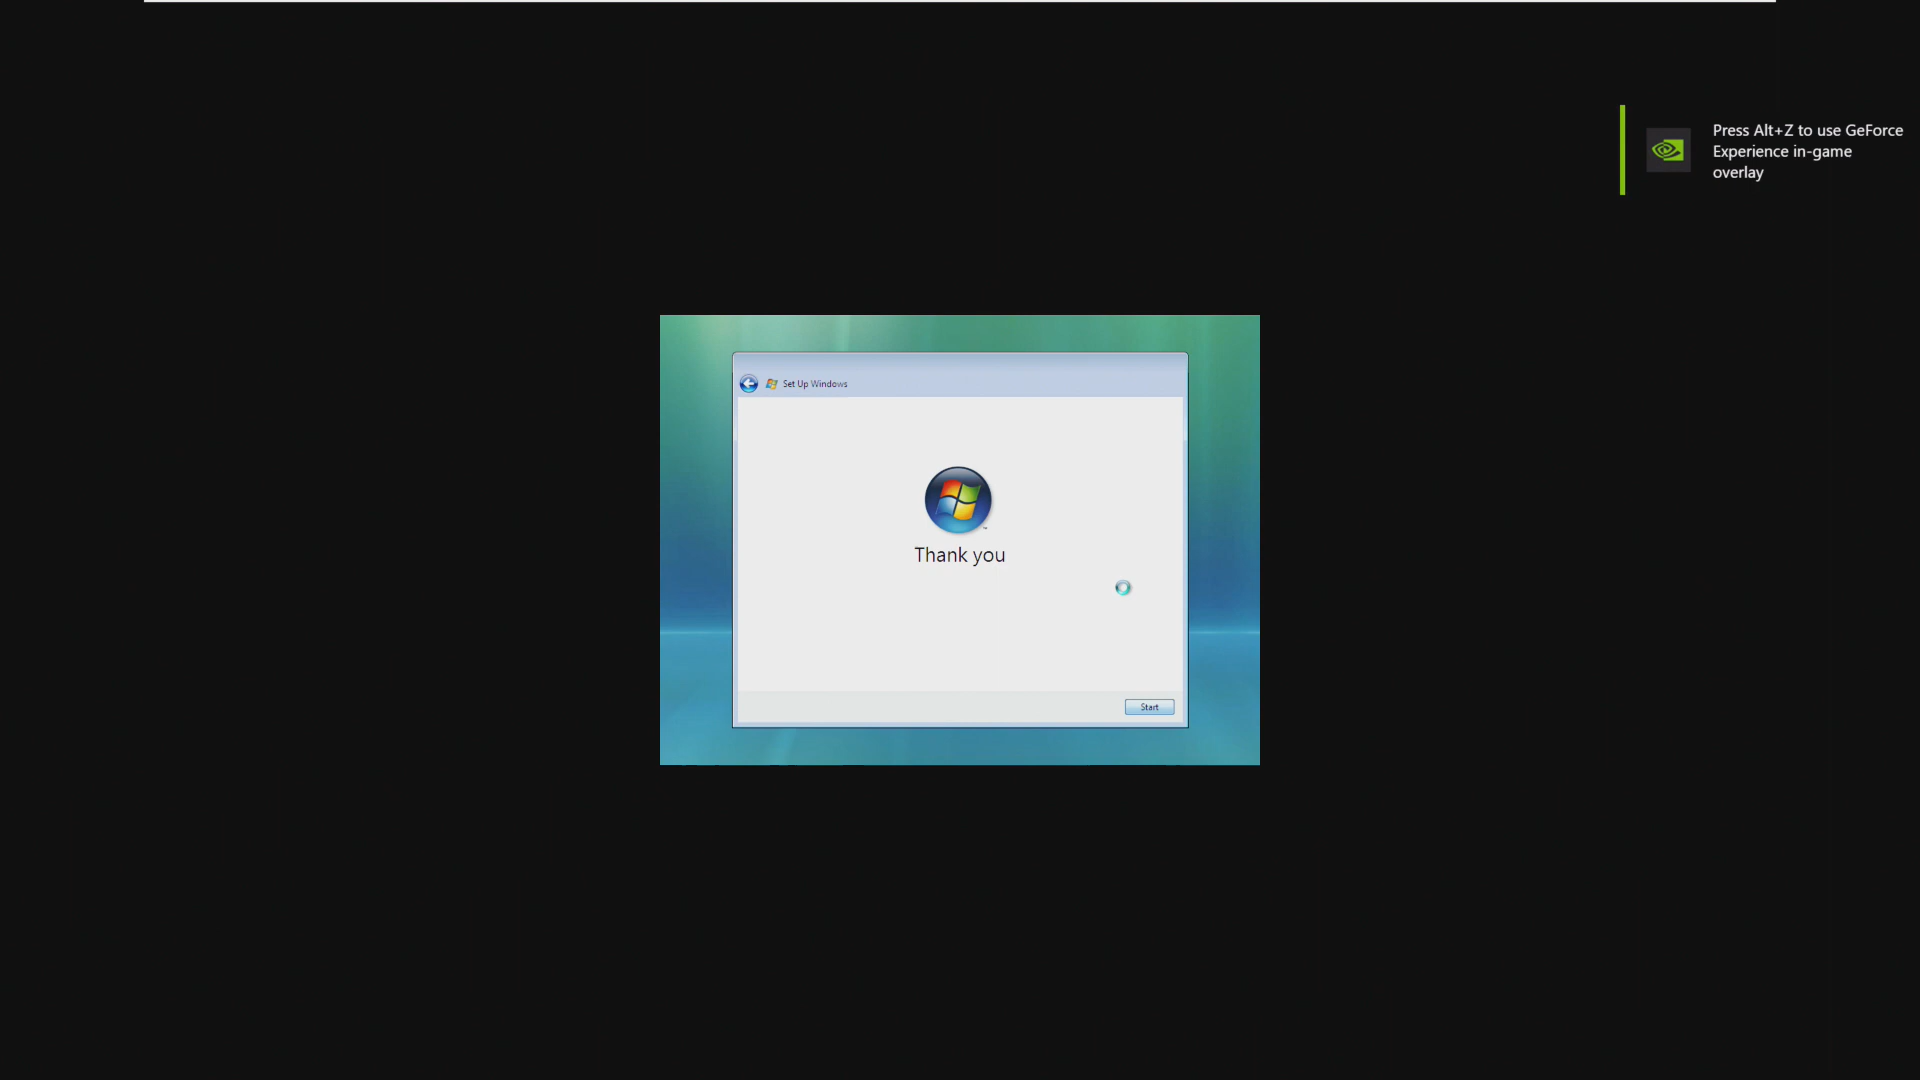 Press Alt+Z to use GeForce
Experience in-game
overlay
Set Up Windows
Thank you
Start